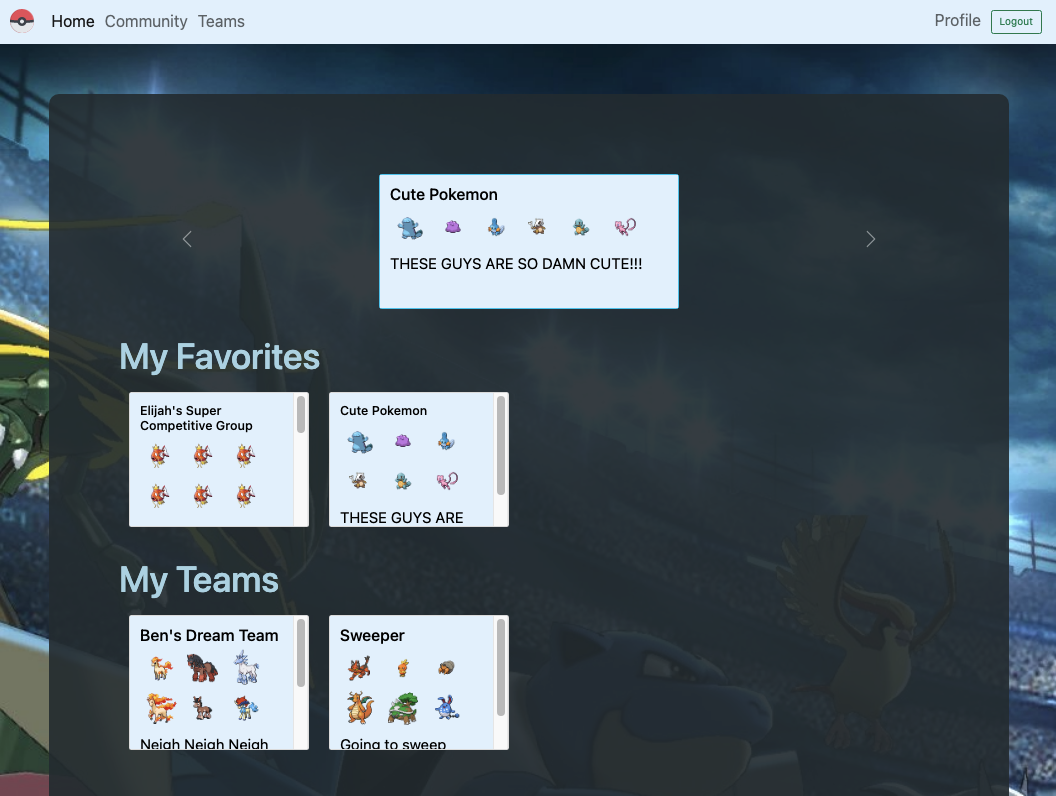 Home Community Teams Profile Logout
Cute Pokemon
THESE GUYS ARE SO DAMN CUTE!!!
My Favorites
Elijah's Super
Competitive Group
Cute Pokemon
THESE GUYS ARE
My Teams
Ben's Dream Team
Neigh Neigh Neigh
Sweeper
Going to sweep